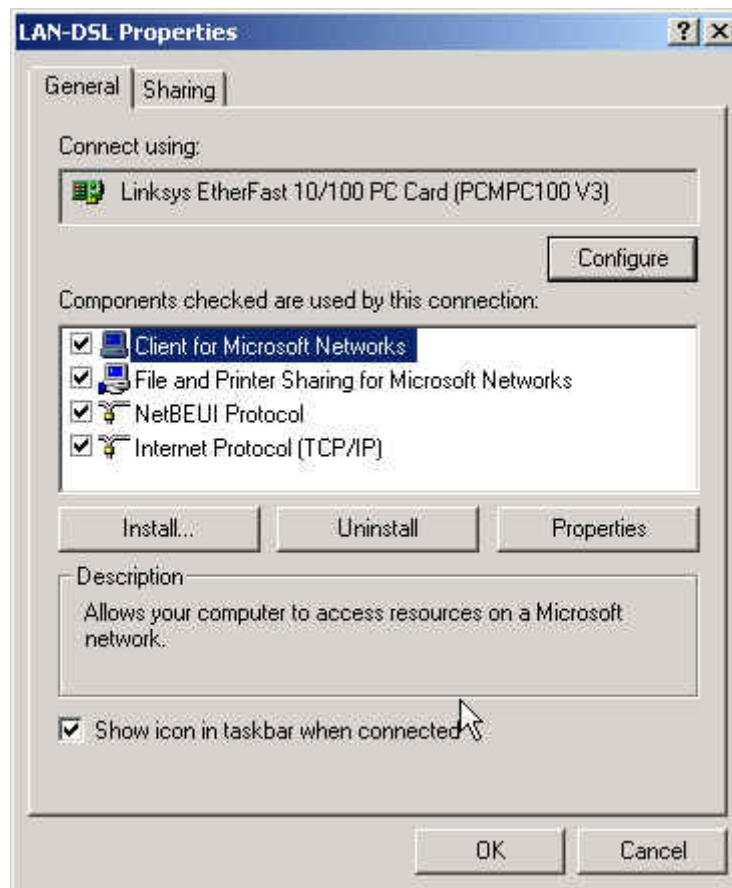 LAN-DSL Properties
General
Sharing
Connect using:
Linksys EtherFast 10/100 PC Card (PCMPC100 V3)
Configure
Components checked are used by this connection:
Client for Microsoft Networks
File and Printer Sharing for Microsoft Networks
NetBEUI Protocol
Internet Protocol (TCP/IP)
Install...
Uninstall
Properties
Description
Allows your computer to access resources on a Microsoft
network.
Show icon in taskbar when connected
OK
Cancel